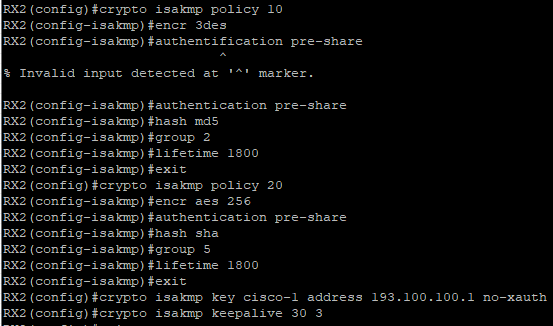 RX2(config)#crypto isakmp policy 10
RX2(config-isakmp)#encr 3des
RX2(config-isakmp)#authentification pre-share
^
% Invalid input detected at '^' marker.
RX2(config-isakmp)#authentication pre-share
RX2(config-isakmp)#hash md5
RX2(config-isakmp)#group 2
RX2(config-isakmp)#lifetime 1800
RX2(config-isakmp)#exit
RX2(config)#crypto isakmp policy 20
RX2(config-isakmp)#encr aes 256
RX2(config-isakmp)#authentication pre-share
RX2(config-isakmp)#hash sha
RX2(config-isakmp)#group 5
RX2(config-isakmp)#lifetime 1800
RX2(config-isakmp)#exit
RX2(config)#crypto isakmp key cisco-1 address 193.100.100.1 no-xauth
RX2(config)#crypto isakmp keepalive 30 3